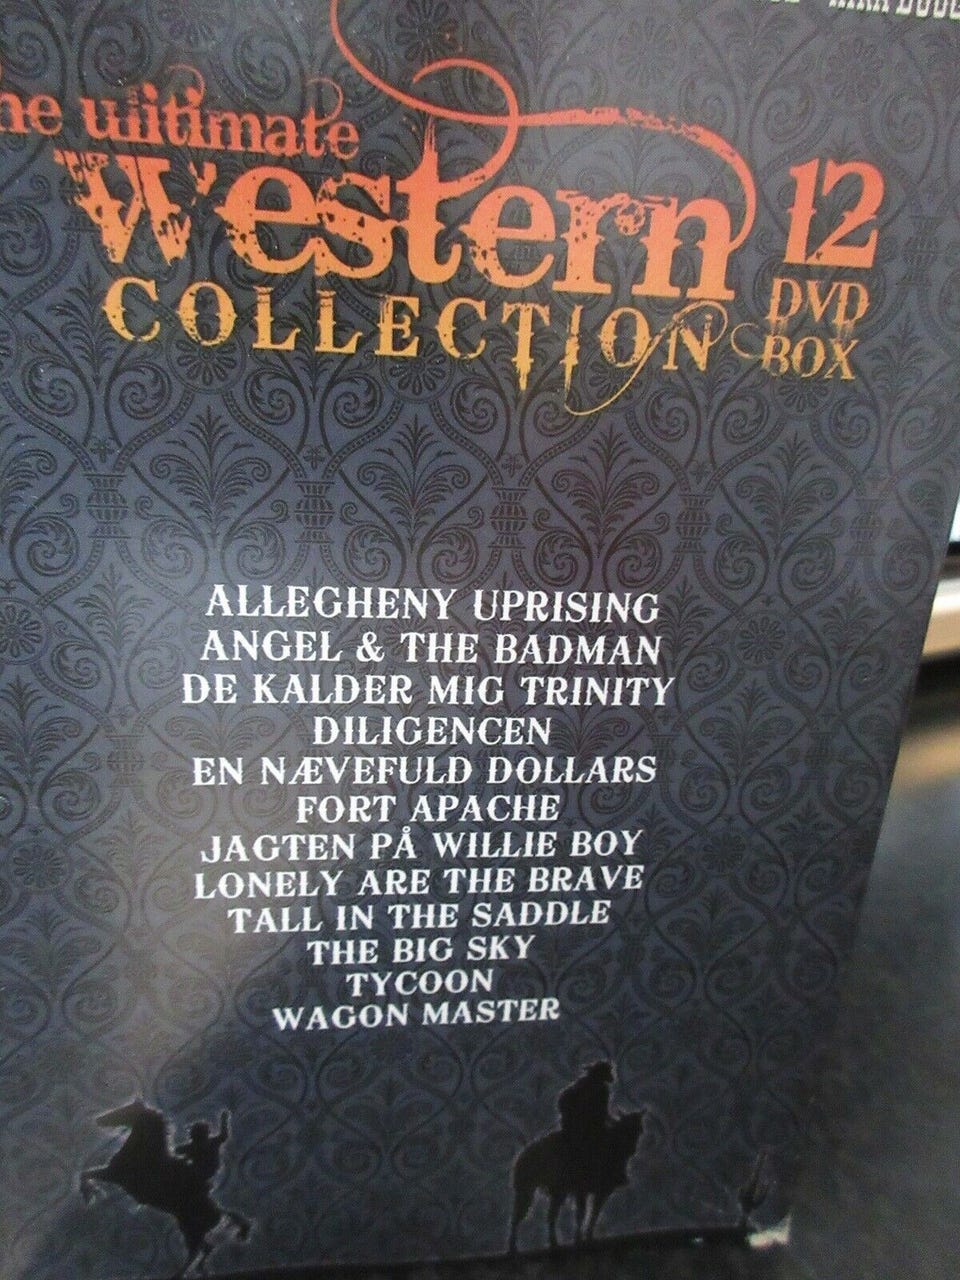 he ultimate
Western
COLLECTION
12
DVD
BOX
ALLEGHENY UPRISING
ANGEL & THE BADMAN
DE KALDER MIG TRINITY
DILIGENCEN
EN NÆVEFULD DOLLARS
FORT APACHE
JAGTEN PÅ WILLIE BOY
LONELY ARE THE BRAVE
TALL IN THE SADDLE
THE BIG SKY
TYCOON
WAGON MASTER